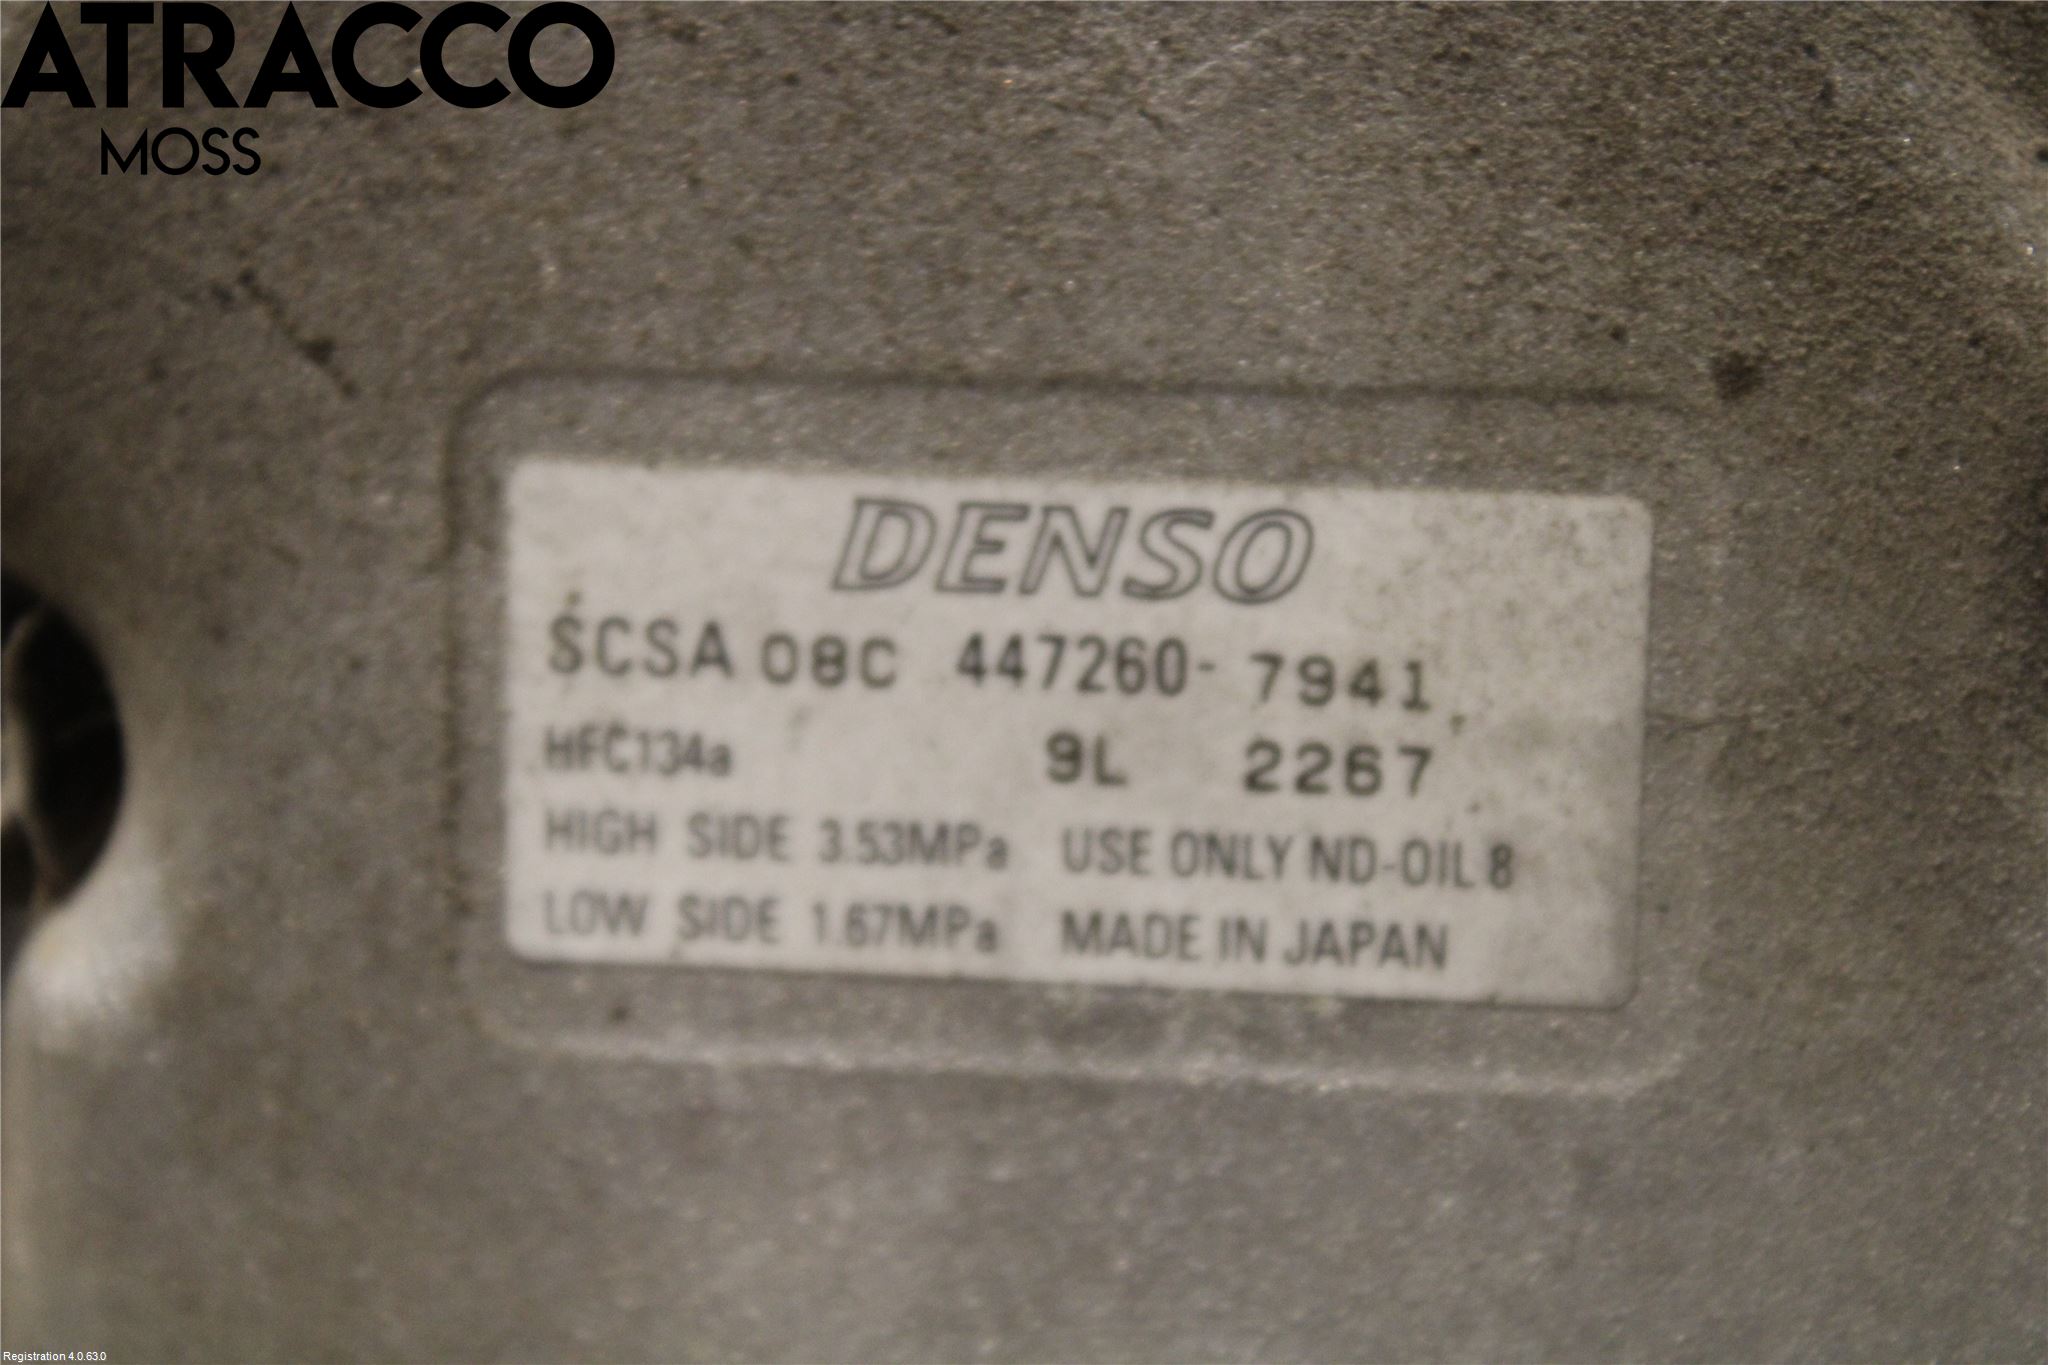 ATRACCO
MOSS
DENSO
SCSA 08C 447260- 7941
HFC134a 9L 2267
HIGH SIDE 3.53MPa USE ONLY ND-OIL 8
LOW SIDE 1.67MPa MADE IN JAPAN
Registration 4.0.63.0